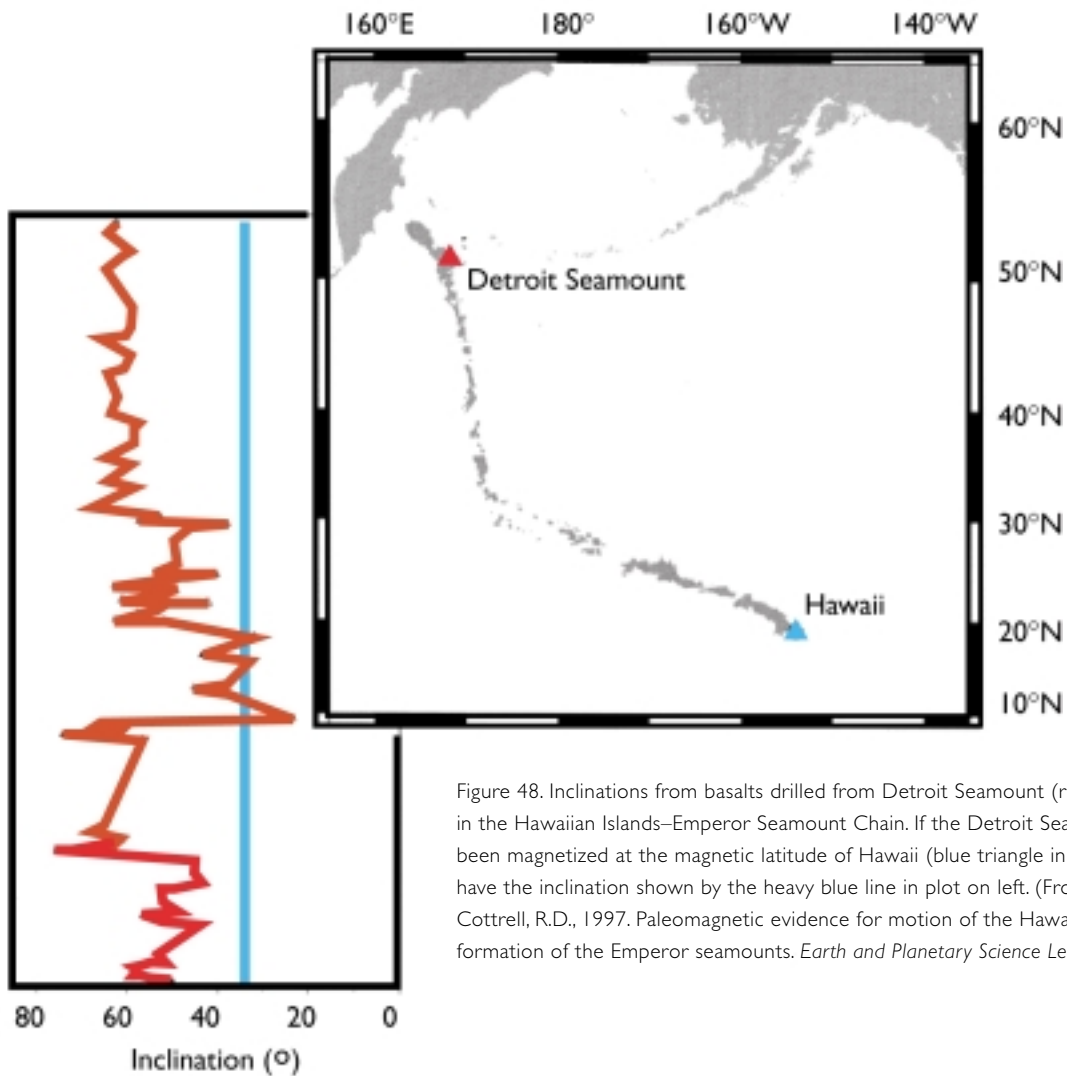 160°E 180° 160°W 140°W
60°N
50°N
Detroit Seamount
40°N
30°N
Hawaii
20°N
10°N
Figure 48. Inclinations from basalts drilled from Detroit Seamount (r
in the Hawaiian Islands–Emperor Seamount Chain. If the Detroit Sea
been magnetized at the magnetic latitude of Hawaii (blue triangle in
have the inclination shown by the heavy blue line in plot on left. (Fro
Cottrell, R.D., 1997. Paleomagnetic evidence for motion of the Hawa
formation of the Emperor seamounts. Earth and Planetary Science Le
80 60 40 20 0
Inclination (°)